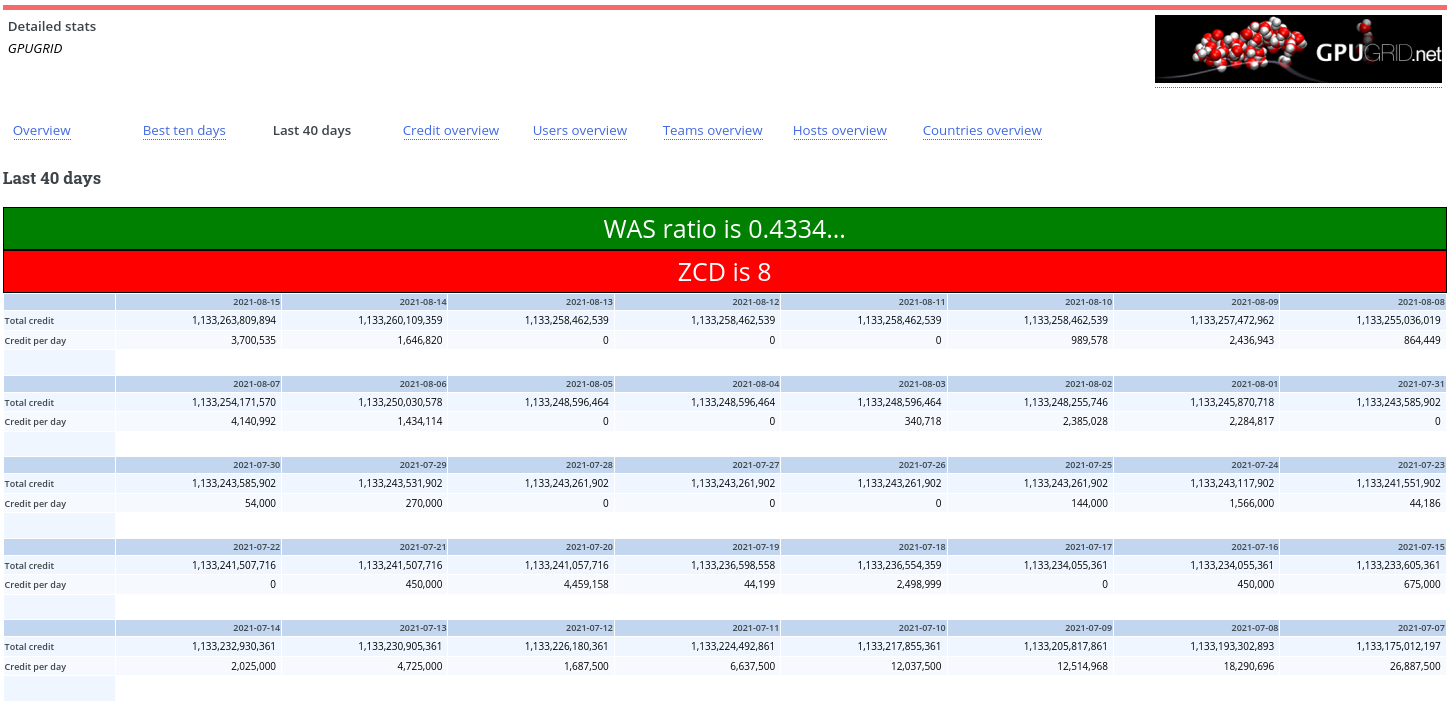 Detailed stats
GPUGRID
GPUGRID.net
Overview Best ten days Last 40 days Credit overview Users overview Teams overview Hosts overview Countries overview
Last 40 days
WAS ratio is 0.4334...
ZCD is 8
2021-08-15 2021-08-14 2021-08-13 2021-08-12 2021-08-11 2021-08-10 2021-08-09 2021-08-08
Total credit 1,133,263,809,894 1,133,260,109,359 1,133,258,462,539 1,133,258,462,539 1,133,258,462,539 1,133,258,462,539 1,133,257,472,962 1,133,255,036,019
Credit per day 3,700,535 1,646,820 0 0 0 989,578 2,436,943 864,449
2021-08-07 2021-08-06 2021-08-05 2021-08-04 2021-08-03 2021-08-02 2021-08-01 2021-07-31
Total credit 1,133,254,171,570 1,133,250,030,578 1,133,248,596,464 1,133,248,596,464 1,133,248,596,464 1,133,248,255,746 1,133,245,870,718 1,133,243,585,902
Credit per day 4,140,992 1,434,114 0 0 340,718 2,385,028 2,284,817 0
2021-07-30 2021-07-29 2021-07-28 2021-07-27 2021-07-26 2021-07-25 2021-07-24 2021-07-23
Total credit 1,133,243,585,902 1,133,243,531,902 1,133,243,261,902 1,133,243,261,902 1,133,243,261,902 1,133,243,261,902 1,133,243,117,902 1,133,241,551,902
Credit per day 54,000 270,000 0 0 0 144,000 1,566,000 44,186
2021-07-22 2021-07-21 2021-07-20 2021-07-19 2021-07-18 2021-07-17 2021-07-16 2021-07-15
Total credit 1,133,241,507,716 1,133,241,507,716 1,133,241,057,716 1,133,236,598,558 1,133,236,554,359 1,133,234,055,361 1,133,234,055,361 1,133,233,605,361
Credit per day 0 450,000 4,459,158 44,199 2,498,999 0 450,000 675,000
2021-07-14 2021-07-13 2021-07-12 2021-07-11 2021-07-10 2021-07-09 2021-07-08 2021-07-07
Total credit 1,133,232,930,361 1,133,230,905,361 1,133,226,180,361 1,133,224,492,861 1,133,217,855,361 1,133,205,817,861 1,133,193,302,893 1,133,175,012,197
Credit per day 2,025,000 4,725,000 1,687,500 6,637,500 12,037,500 12,514,968 18,290,696 26,887,500